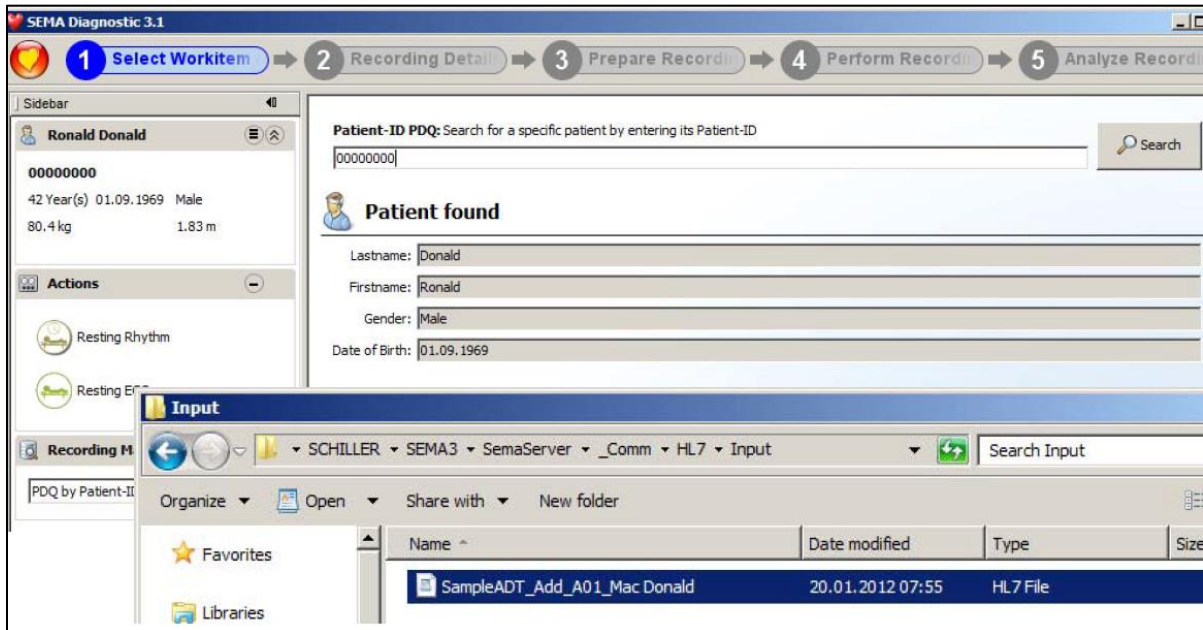 SEMA Diagnostic 3.1
1 Select Workitem 2 Recording Details 3 Prepare Recordin 4 Perform Recordin 5 Analyze Recordi
Sidebar
Ronald Donald
00000000
42 Year(s) 01.09.1969 Male
80.4 kg 1.83 m
Actions
Resting Rhythm
Resting ECG
Recording M
PDQ by Patient-ID
Patient-ID PDQ: Search for a specific patient by entering its Patient-ID
00000000
Search
Patient found
Lastname: Donald
Firstname: Ronald
Gender: Male
Date of Birth: 01.09.1969
Input
SCHILLER SEMA3 SemaServer _Comm HL7 Input
Search Input
Organize Open Share with New folder
Favorites
Libraries
Name Date modified Type Size
SampleADT_Add_A01_Mac Donald 20.01.2012 07:55 HL7 File